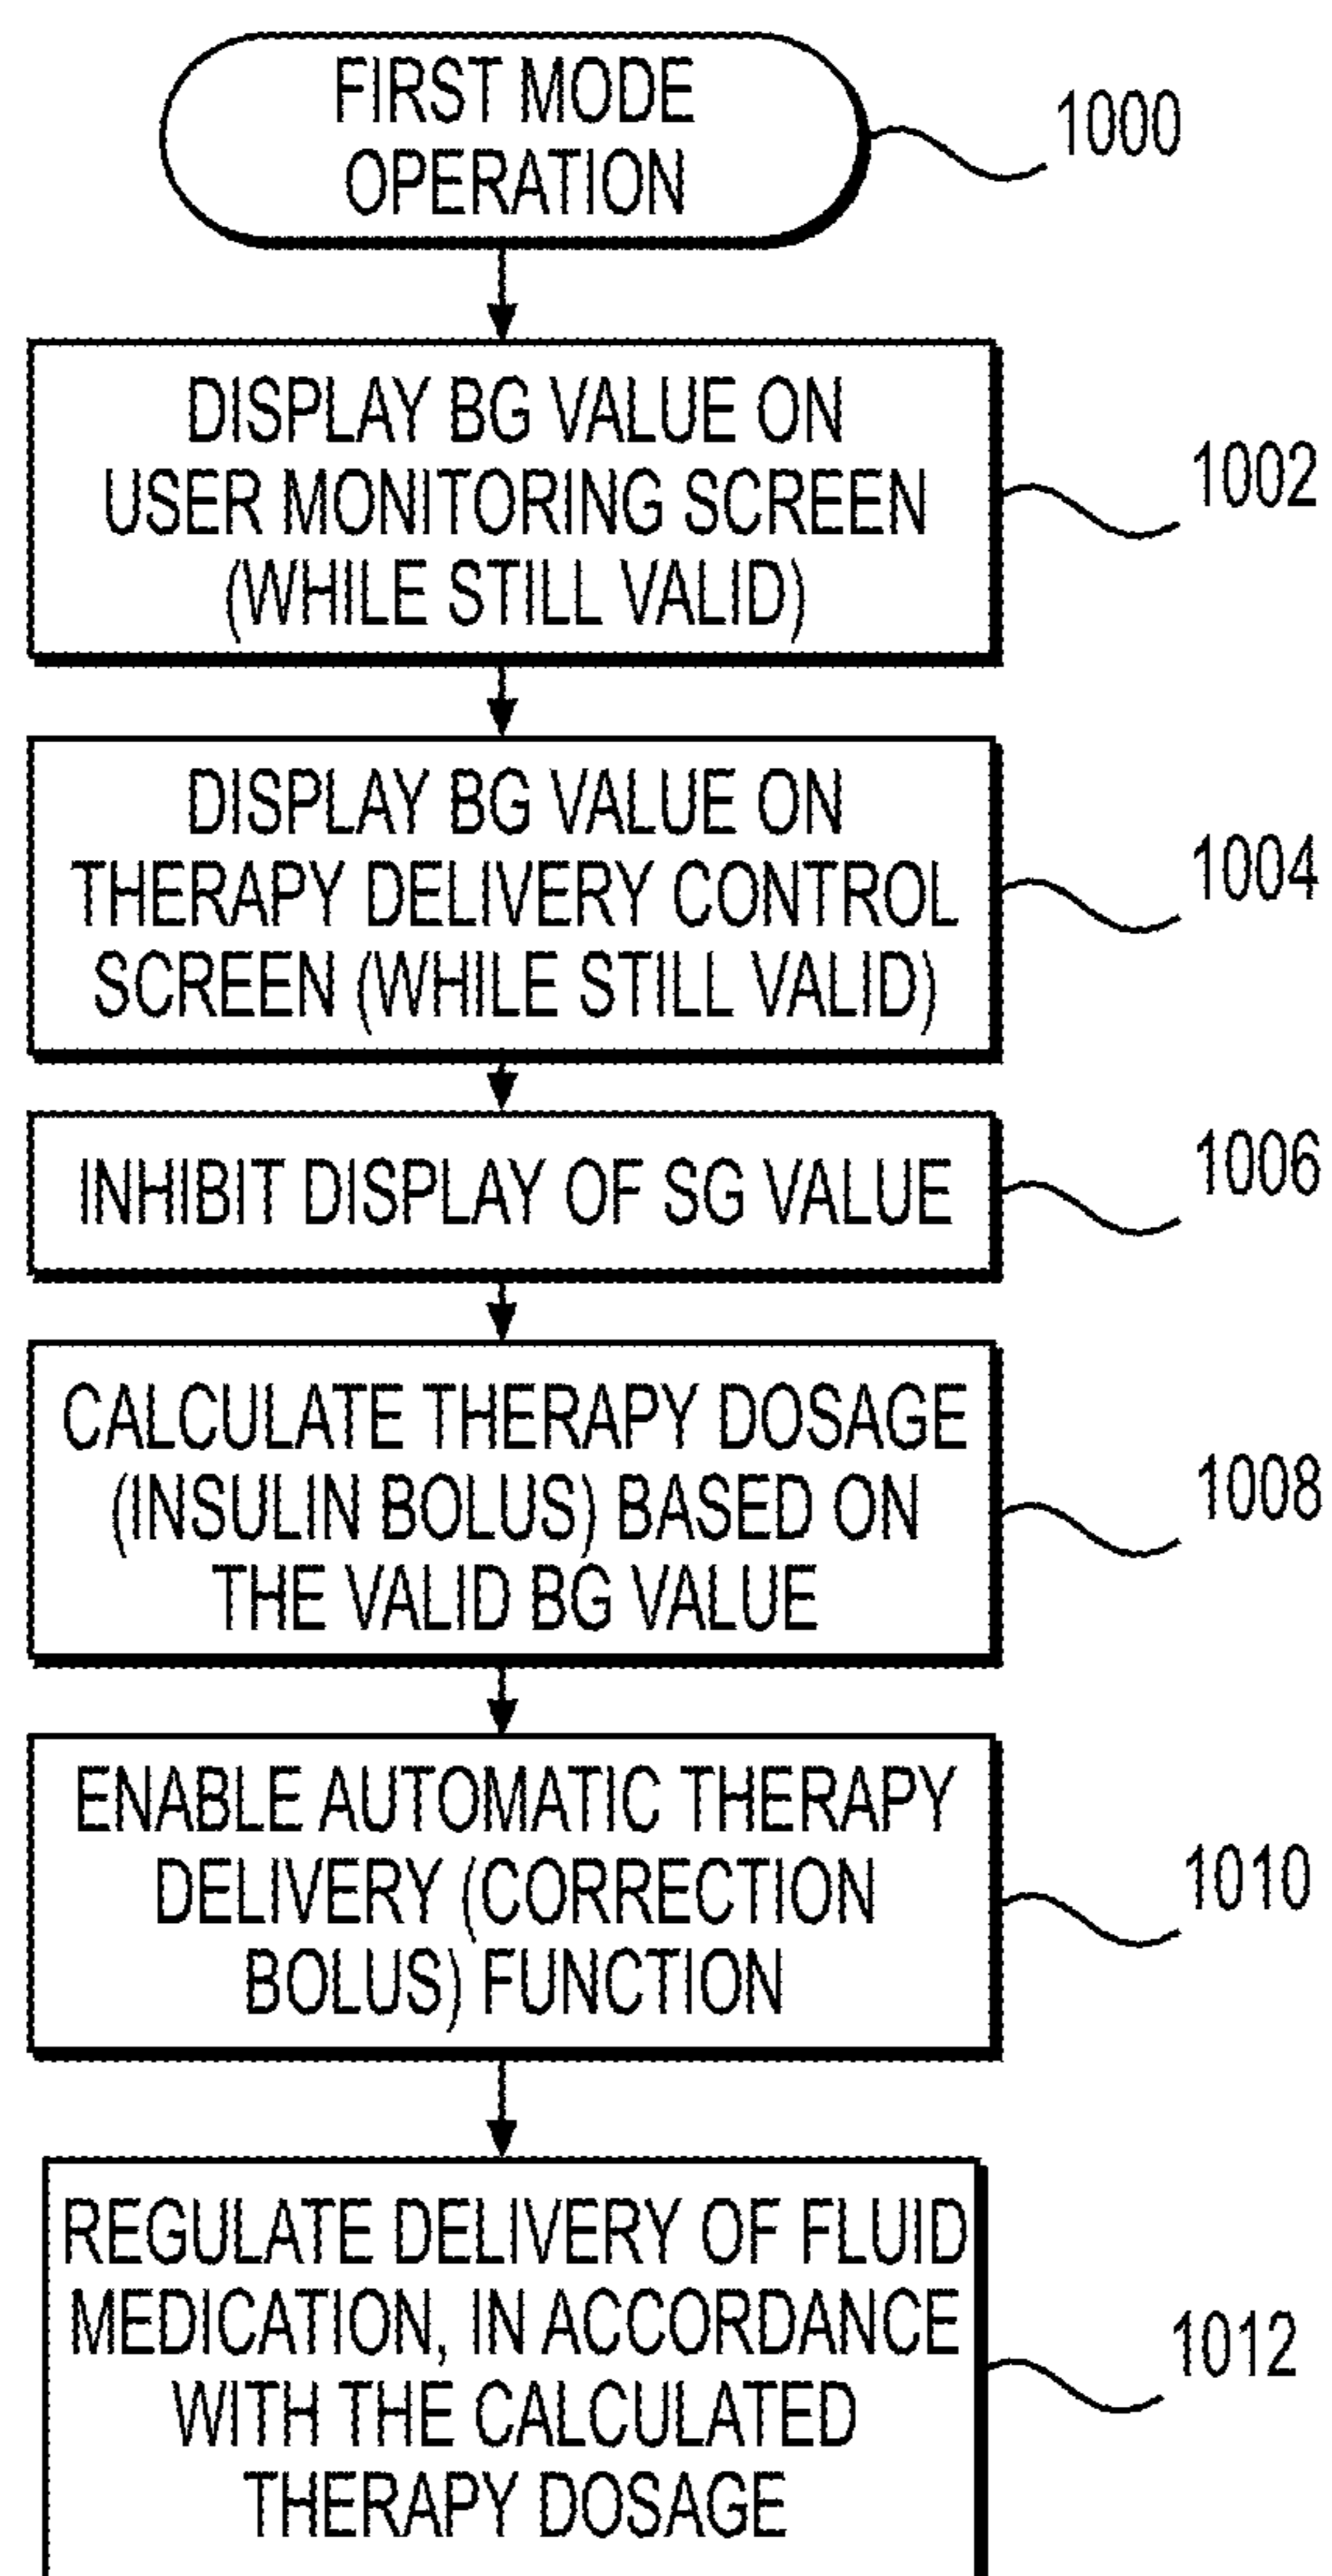 FIRST MODE
OPERATION
1000
DISPLAY BG VALUE ON
USER MONITORING SCREEN
(WHILE STILL VALID)
1002
DISPLAY BG VALUE ON
THERAPY DELIVERY CONTROL
SCREEN (WHILE STILL VALID)
1004
INHIBIT DISPLAY OF SG VALUE
1006
CALCULATE THERAPY DOSAGE
(INSULIN BOLUS) BASED ON
THE VALID BG VALUE
1008
ENABLE AUTOMATIC THERAPY
DELIVERY (CORRECTION
BOLUS) FUNCTION
1010
REGULATE DELIVERY OF FLUID
MEDICATION, IN ACCORDANCE
WITH THE CALCULATED
THERAPY DOSAGE
1012